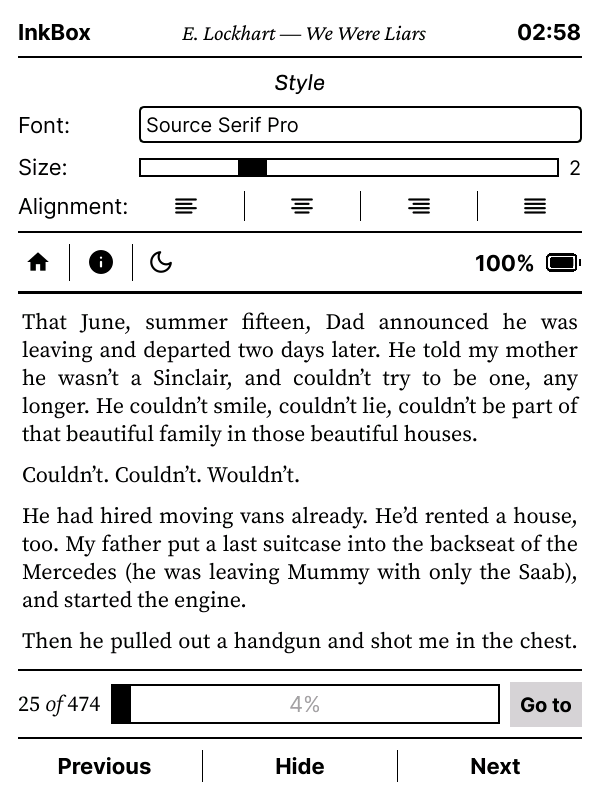 InkBox E. Lockhart — We Were Liars 02:58
Style
Font: Source Serif Pro
Size: 2
Alignment:
100%
That June, summer fifteen, Dad announced he was
leaving and departed two days later. He told my mother
he wasn’t a Sinclair, and couldn’t try to be one, any
longer. He couldn’t smile, couldn’t lie, couldn’t be part of
that beautiful family in those beautiful houses.
Couldn’t. Couldn’t. Wouldn’t.
He had hired moving vans already. He’d rented a house,
too. My father put a last suitcase into the backseat of the
Mercedes (he was leaving Mummy with only the Saab),
and started the engine.
Then he pulled out a handgun and shot me in the chest.
25 of 474 4% Go to
Previous Hide Next